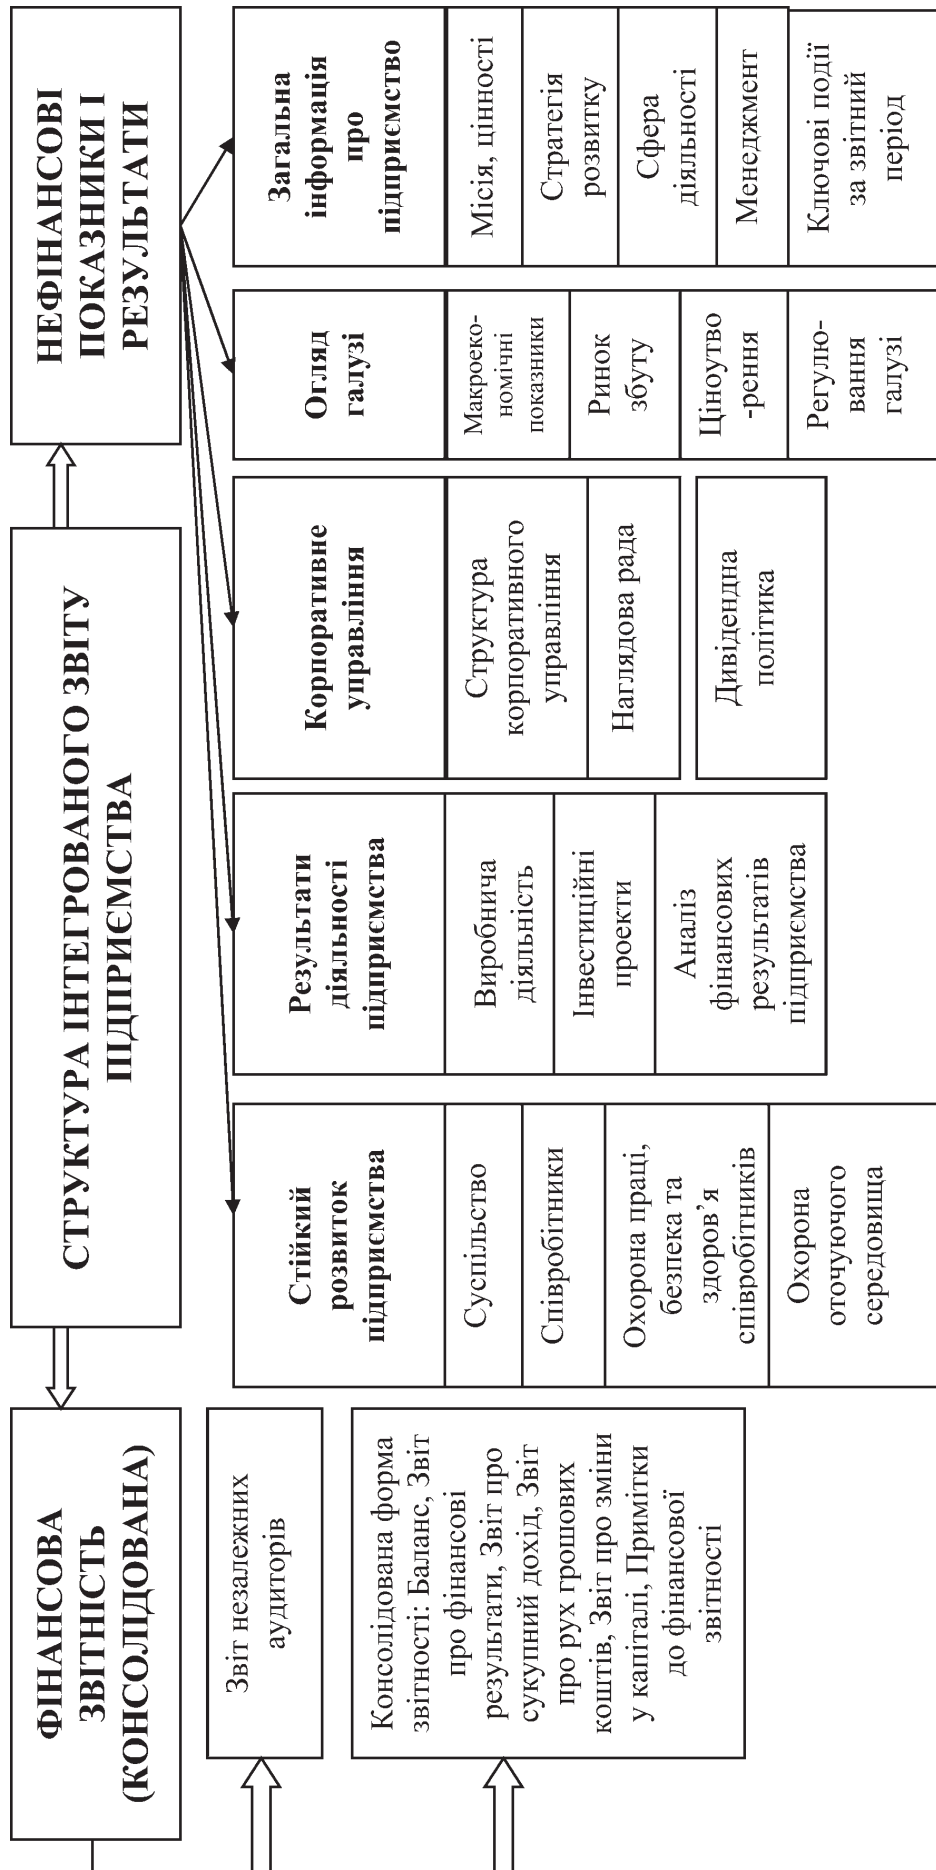 СТРУКТУРА ІНТЕГРОВАНОГО ЗВІТУ
ПІДПРИЄМСТВА
ФІНАНСОВА
ЗВІТНІСТЬ
(КОНСОЛІДОВАНА)
НЕФІНАНСОВІ
ПОКАЗНИКИ І
РЕЗУЛЬТАТИ
Звіт незалежних
аудиторів
Консолідована форма
звітності: Баланс, Звіт
про фінансові
результати, Звіт про
сукупний дохід, Звіт
про рух грошових
коштів, Звіт про зміни
у капіталі, Примітки
до фінансової
звітності
Стійкий
розвиток
підприємства
Суспільство
Співробітники
Охорона праці,
безпека та
здоров’я
співробітників
Охорона
оточуючого
середовища
Результати
діяльності
підприємства
Виробнича
діяльність
Інвестиційні
проекти
Аналіз
фінансових
результатів
підприємства
Корпоративне
управління
Структура
корпоративного
управління
Наглядова рада
Дивідендна
політика
Огляд
галузі
Макроеко-
номічні
показники
Ринок
збуту
Ціноутво
-рення
Регулю-
вання
галузі
Загальна
інформація
про
підприємство
Місія, цінності
Стратегія
розвитку
Сфера
діяльності
Менеджмент
Ключові події
за звітний
період